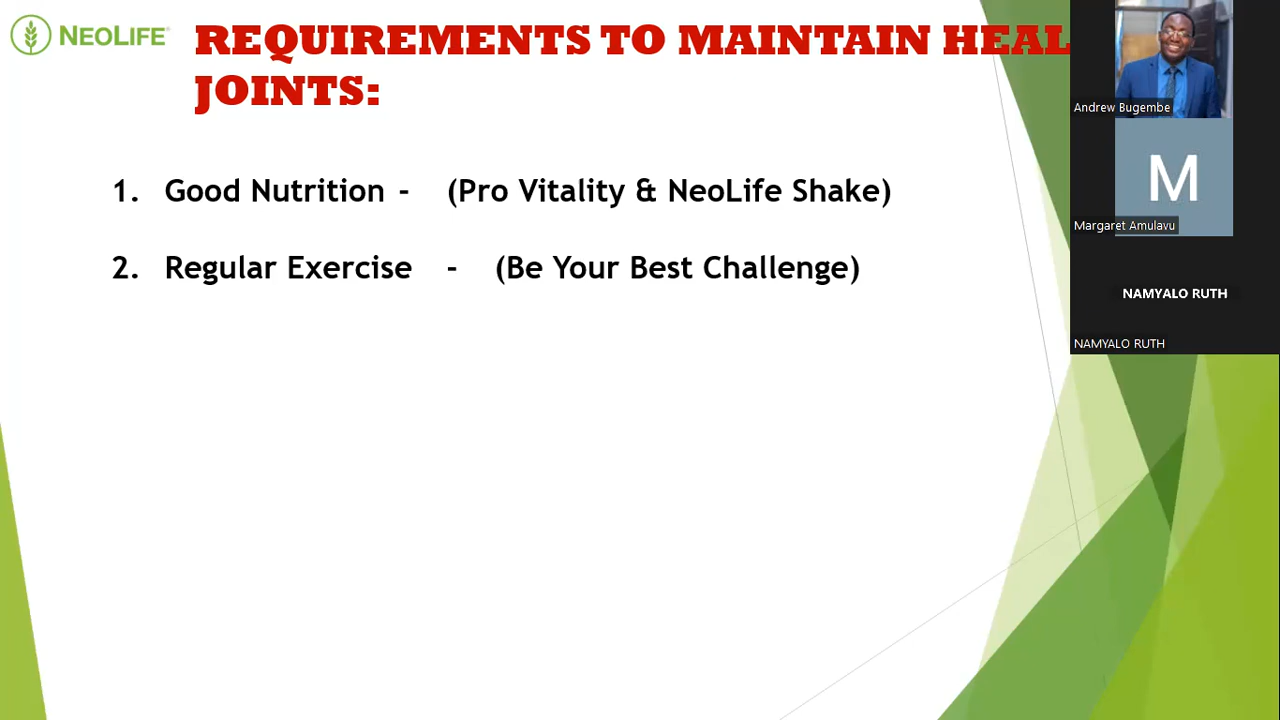 NEOLIFE
REQUIREMENTS TO MAINTAIN HEAL
JOINTS:
1. Good Nutrition - (Pro Vitality & NeoLife Shake)
2. Regular Exercise - (Be Your Best Challenge)
Andrew Bugembe
M
Margaret Amulavu
NAMYALO RUTH
NAMYALO RUTH